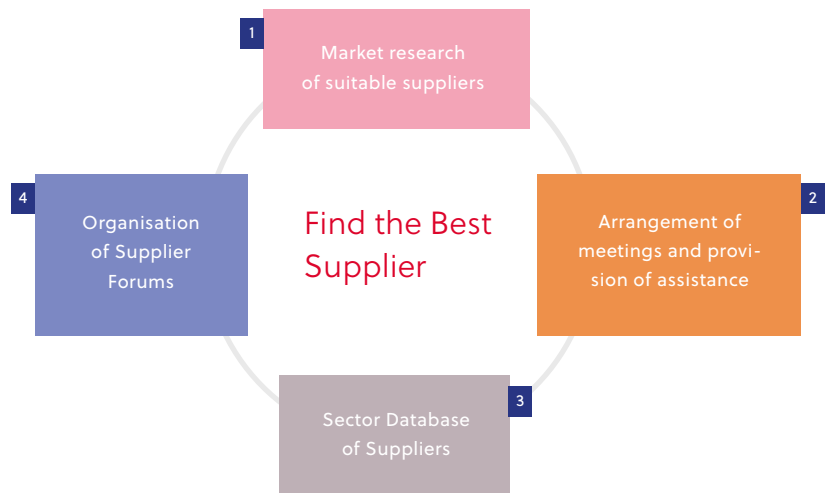 1
Market research
of suitable suppliers
2
Arrangement of
meetings and provi-
sion of assistance
3
Sector Database
of Suppliers
4
Organisation
of Supplier
Forums
Find the Best
Supplier